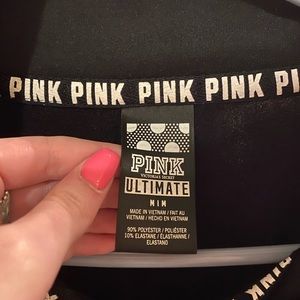 PINK PINK PINK PINK PINK
PINK
VICTORIA'S SECRET
ULTIMATE
M | M
MADE IN VIETNAM / FAIT AU
VIETNAM / HECHO EN VIETNAM
90% POLYESTER / POLIÉSTER
10% ELASTANE / ÉLASTHANNE /
ELASTANO